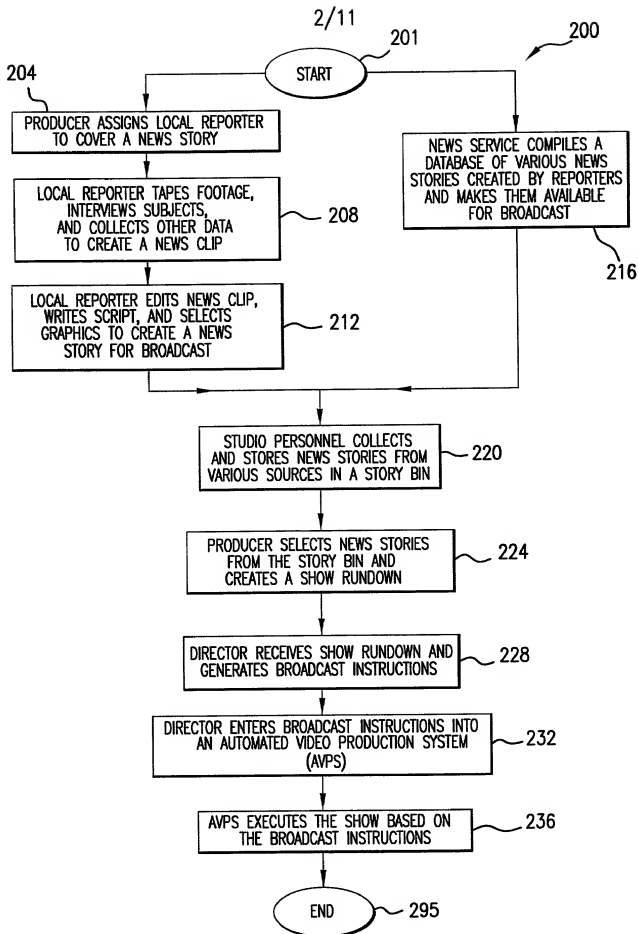 2/11
201
200
START
204
PRODUCER ASSIGNS LOCAL REPORTER
TO COVER A NEWS STORY
LOCAL REPORTER TAPES FOOTAGE,
INTERVIEWS SUBJECTS,
AND COLLECTS OTHER DATA
TO CREATE A NEWS CLIP
208
LOCAL REPORTER EDITS NEWS CLIP,
WRITES SCRIPT, AND SELECTS
GRAPHICS TO CREATE A NEWS
STORY FOR BROADCAST
212
NEWS SERVICE COMPILES A
DATABASE OF VARIOUS NEWS
STORIES CREATED BY REPORTERS
AND MAKES THEM AVAILABLE
FOR BROADCAST
216
STUDIO PERSONNEL COLLECTS
AND STORES NEWS STORIES FROM
VARIOUS SOURCES IN A STORY BIN
220
PRODUCER SELECTS NEWS STORIES
FROM THE STORY BIN AND
CREATES A SHOW RUNDOWN
224
DIRECTOR RECEIVES SHOW RUNDOWN AND
GENERATES BROADCAST INSTRUCTIONS
228
DIRECTOR ENTERS BROADCAST INSTRUCTIONS INTO
AN AUTOMATED VIDEO PRODUCTION SYSTEM
(AVPS)
232
AVPS EXECUTES THE SHOW BASED ON
THE BROADCAST INSTRUCTIONS
236
END
295